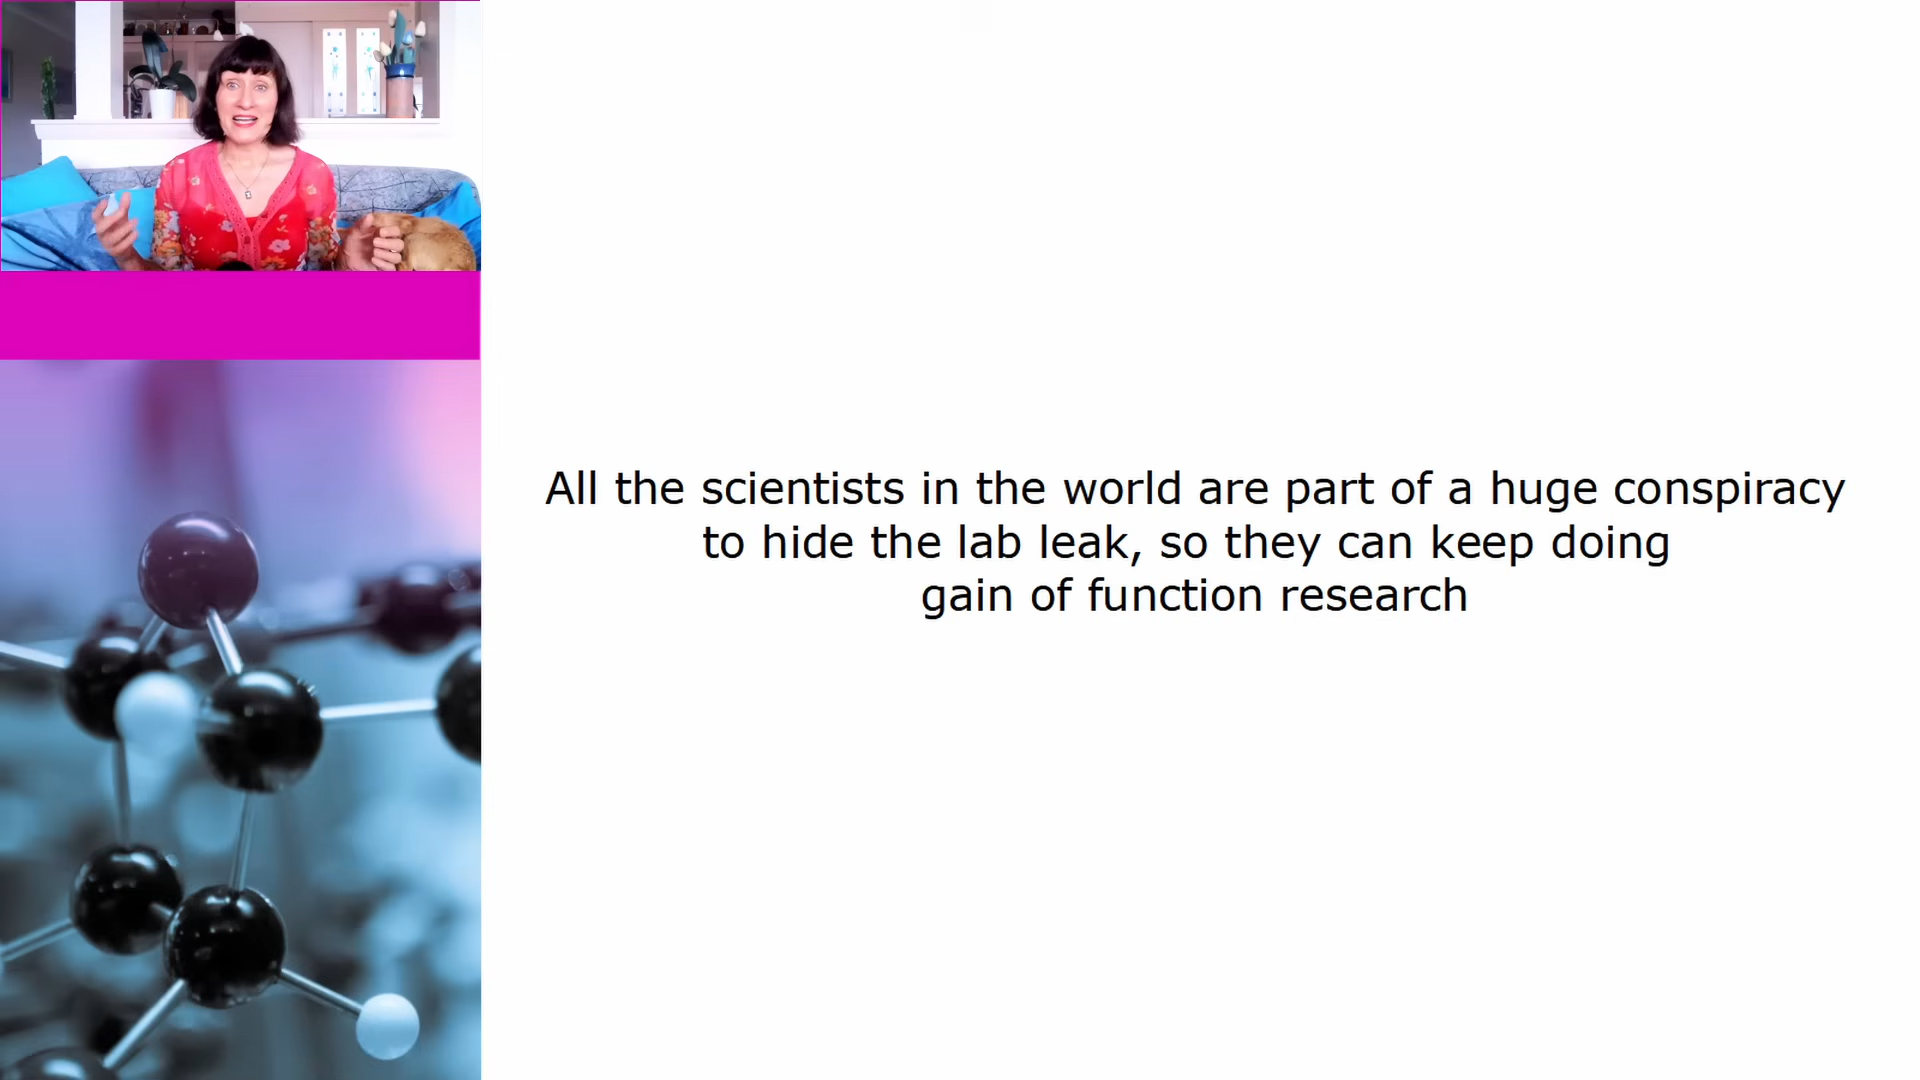 All the scientists in the world are part of a huge conspiracy
to hide the lab leak, so they can keep doing
gain of function research